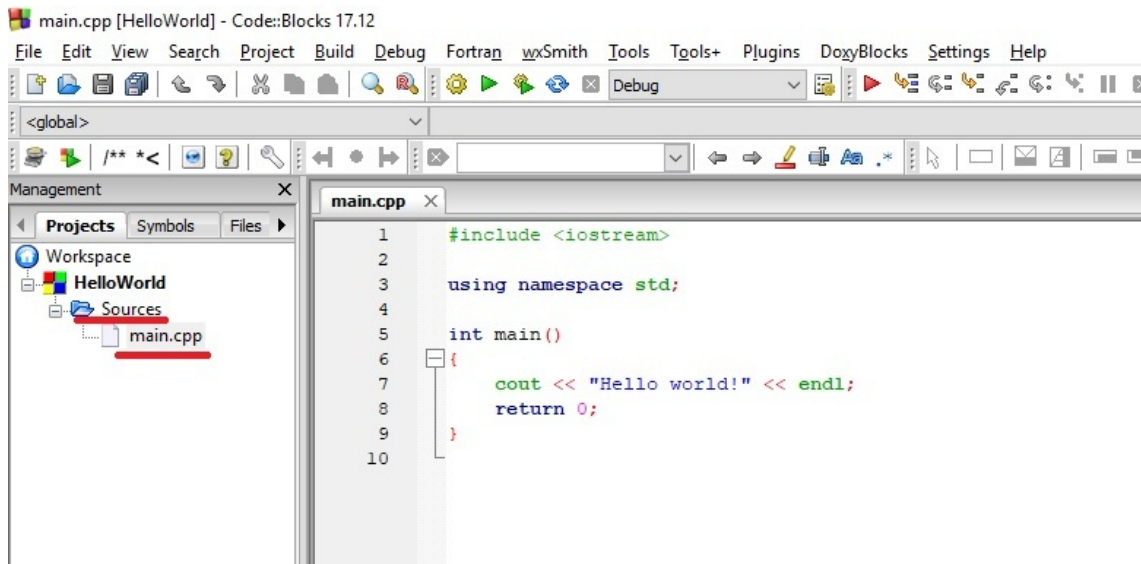 main.cpp [HelloWorld] - Code::Blocks 17.12
File Edit View Search Project Build Debug Fortran wxSmith Tools Tools+ Plugins DoxyBlocks Settings Help
Debug
<global>
/** *<
Aa .*
Management
main.cpp
Projects Symbols Files
Workspace
HelloWorld
Sources
main.cpp
1 #include <iostream>
2
3 using namespace std;
4
5 int main()
6 {
7 cout << "Hello world!" << endl;
8 return 0;
9 }
10